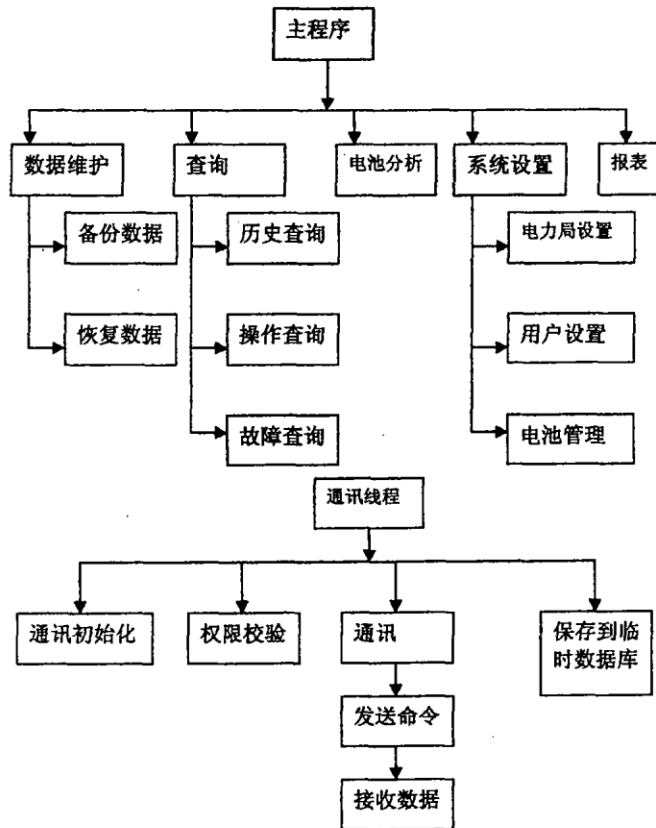 主程序
数据维护
查询
电池分析
系统设置
报表
备份数据
历史查询
电力局设置
恢复数据
操作查询
用户设置
故障查询
电池管理
通讯线程
通讯初始化
权限校验
通讯
保存到临
时数据库
发送命令
接收数据